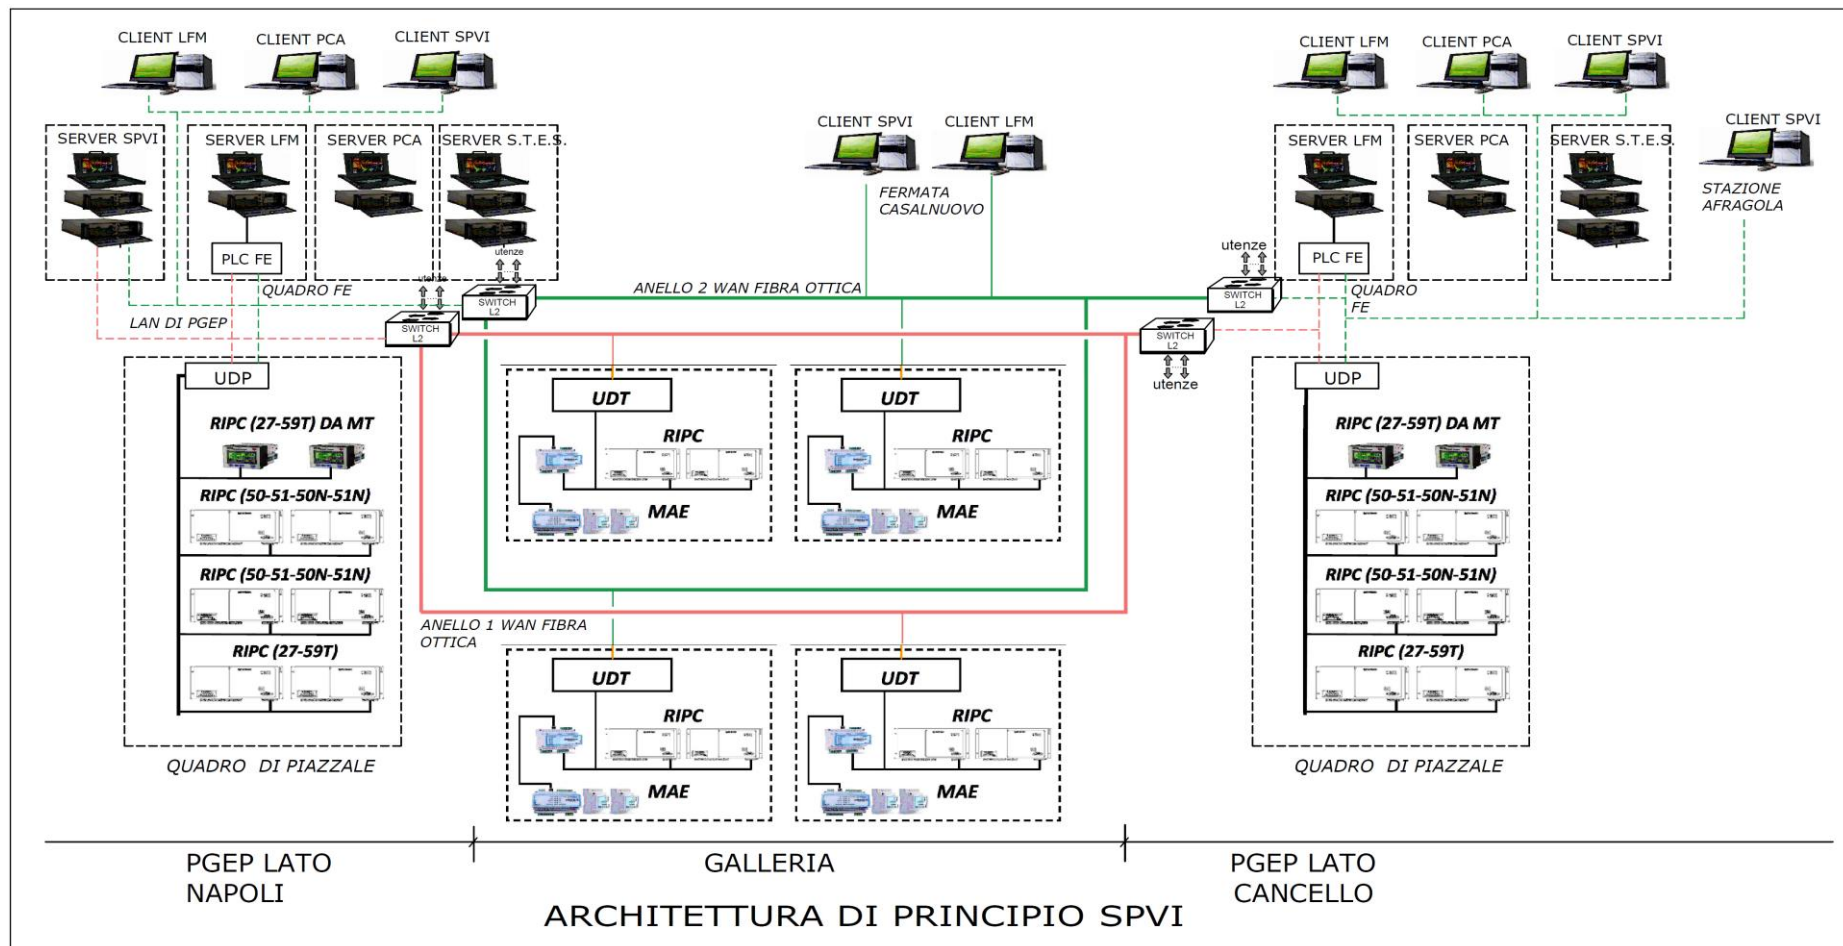 CLIENT LFM
CLIENT PCA
CLIENT SPVI
CLIENT LFM
CLIENT PCA
CLIENT SPVI
CLIENT SPVI
CLIENT LFM
CLIENT SPVI
SERVER SPVI
SERVER LFM
SERVER PCA
SERVER S.T.E.S.
SERVER LFM
SERVER PCA
SERVER S.T.E.S.
FERMATA
CASALNUOVO
STAZIONE
AFRAGOLA
PLC FE
utenze
utenze
utenze
PLC FE
QUADRO FE
ANELLO 2 WAN FIBRA OTTICA
QUADRO
FE
SWITCH
L2
SWITCH
L2
LAN DI PGEP
SWITCH
L2
SWITCH
L2
utenze
UDP
UDT
UDT
UDP
RIPC (27-59T) DA MT
RIPC
RIPC
RIPC (27-59T) DA MT
RIPC (50-51-50N-51N)
MAE
MAE
RIPC (50-51-50N-51N)
RIPC (50-51-50N-51N)
RIPC (50-51-50N-51N)
ANELLO 1 WAN FIBRA
OTTICA
RIPC (27-59T)
UDT
UDT
RIPC (27-59T)
RIPC
RIPC
MAE
MAE
QUADRO DI PIAZZALE
QUADRO DI PIAZZALE
PGEP LATO
NAPOLI
GALLERIA
PGEP LATO
CANCELLO
ARCHITETTURA DI PRINCIPIO SPVI